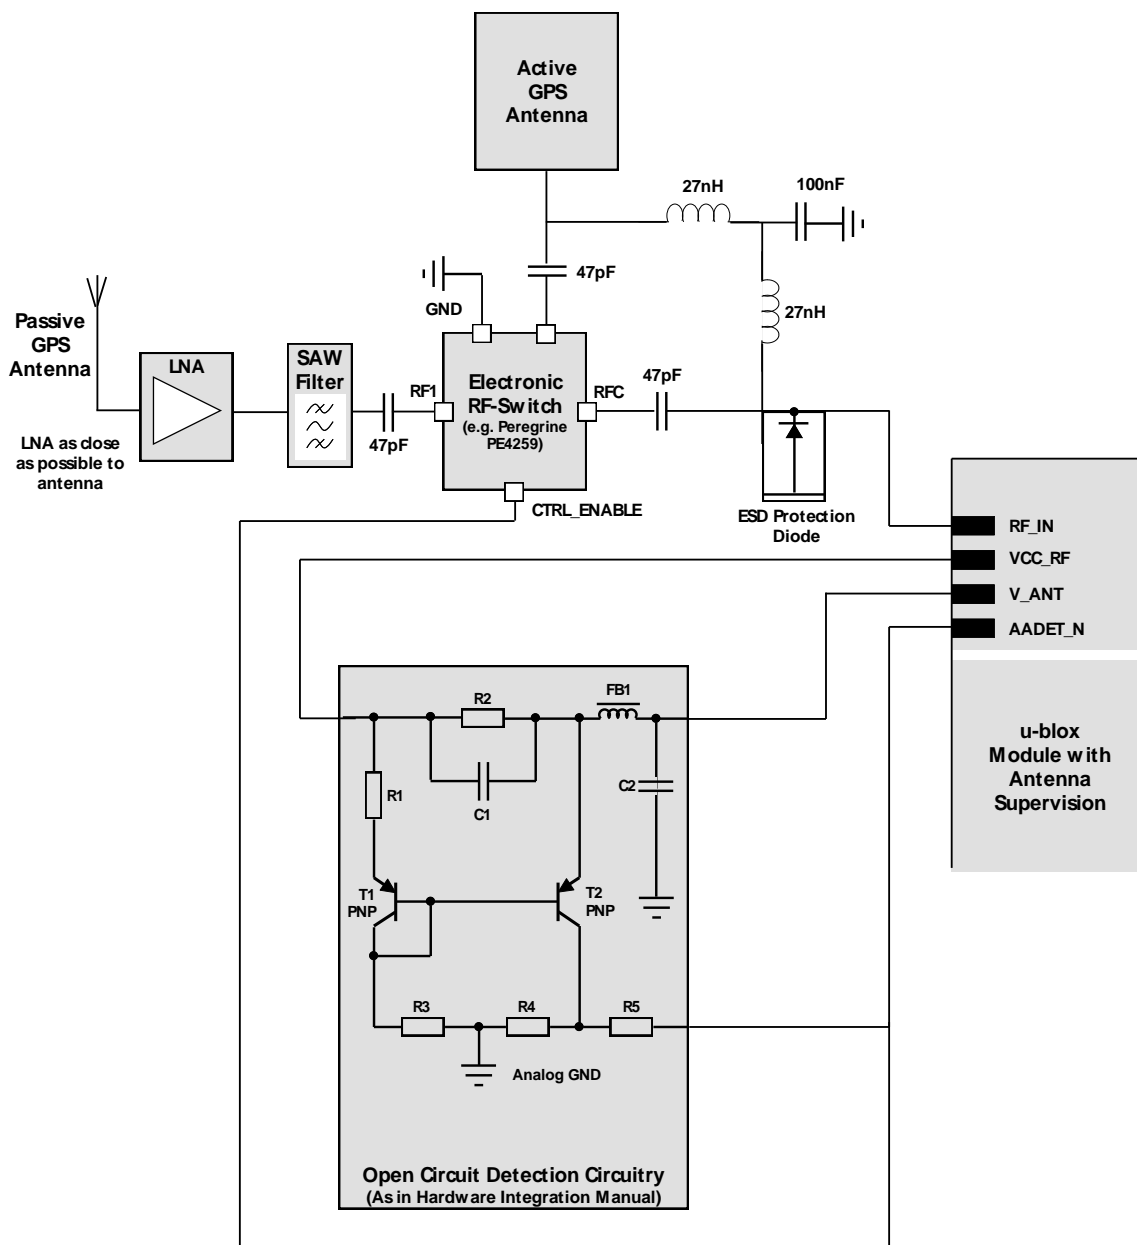 Active
GPS
Antenna
27nH
100nF
47pF
GND
27nH
Passive
GPS
Antenna
LNA
SAW
Filter
RF1
Electronic
RF-Switch
(e.g. Peregrine
PE4259)
RFC
47pF
47pF
LNA as close
as possible to
antenna
CTRL_ENABLE
ESD Protection
Diode
RF_IN
VCC_RF
V_ANT
AADET_N
u-blox
Module with
Antenna
Supervision
R2
FB1
R1
C1
C2
T1
PNP
T2
PNP
R3
R4
R5
Analog GND
Open Circuit Detection Circuitry
(As in Hardware Integration Manual)